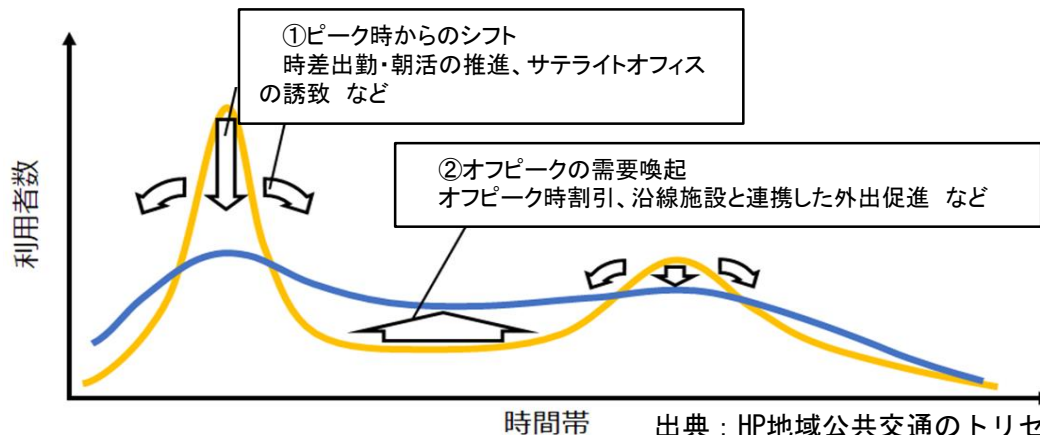 ①ピーク時からのシフト
時差出勤・朝活の推進、サテライトオフィス
の誘致　など
②オフピークの需要喚起
オフピーク時割引、沿線施設と連携した外出促進　など
利用者数
時間帯
出典：HP地域公共交通のトリセ